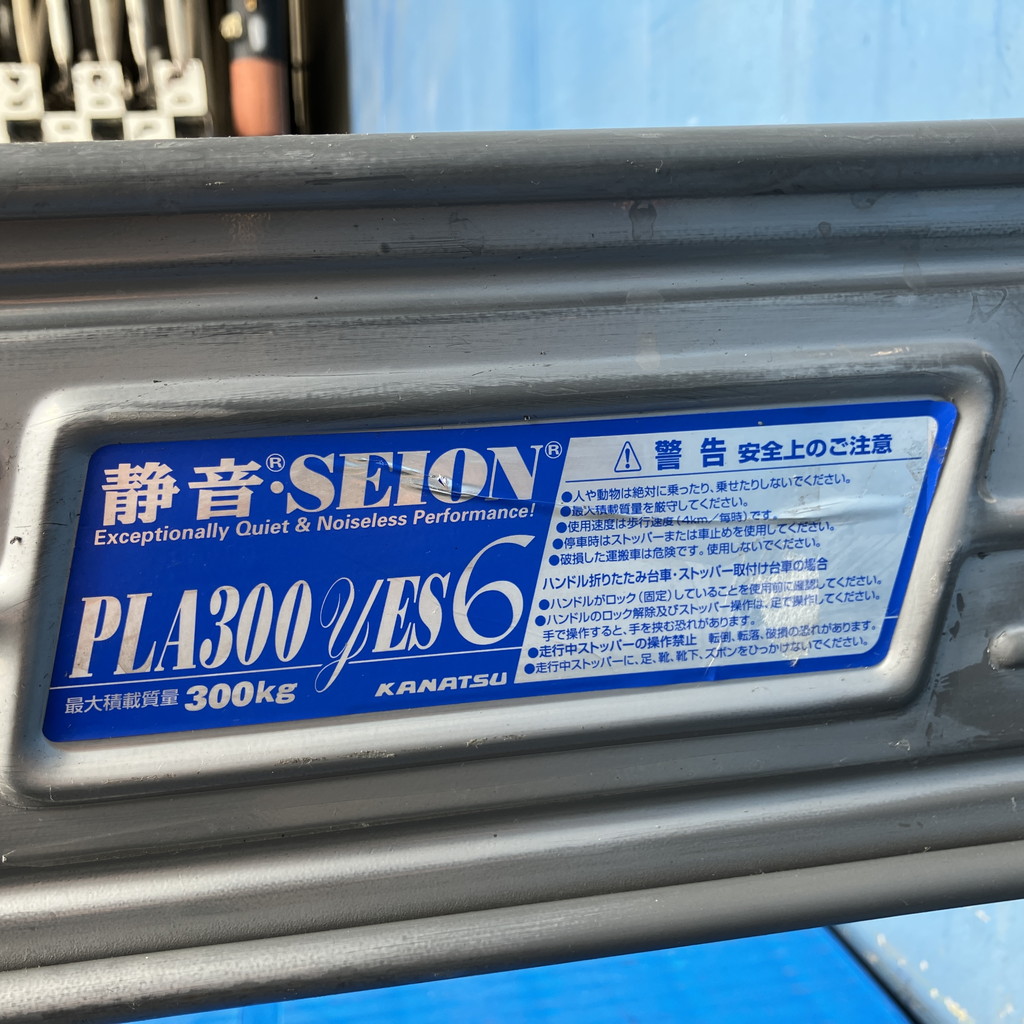 静音®・SEION®
Exceptionally Quiet & Noiseless Performance!
PLA300 YES6
最大積載質量 300kg
KANATSU
警告 安全上のご注意
●人や動物は絶対に乗ったり、乗せたりしないでください。
●最大積載質量を厳守してください。
●使用速度は歩行速度(4km/毎時)です。
●停車時はストッパーまたは車止めを使用してください。
●破損した運搬車は危険です。使用しないでください。
ハンドル折りたたみ台車・ストッパー取付け台車の場合
●ハンドルがロック(固定)していることを使用前に確認してください。
●ハンドルのロック解除及びストッパー操作は、足で操作してください。
手で操作すると、手を挟む恐れがあります。
●走行中ストッパーの操作禁止 転倒、転落、破損の恐れがあります。
●走行中ストッパーに、足、靴、靴下、ズボンをひっかけないでください。